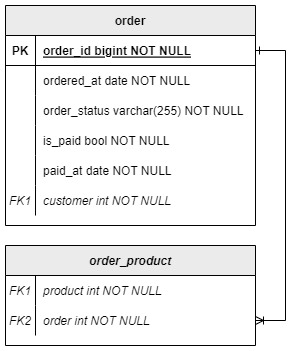 order
PK order_id bigint NOT NULL
ordered_at date NOT NULL
order_status varchar(255) NOT NULL
is_paid bool NOT NULL
paid_at date NOT NULL
FK1 customer int NOT NULL
order_product
FK1 product int NOT NULL
FK2 order int NOT NULL